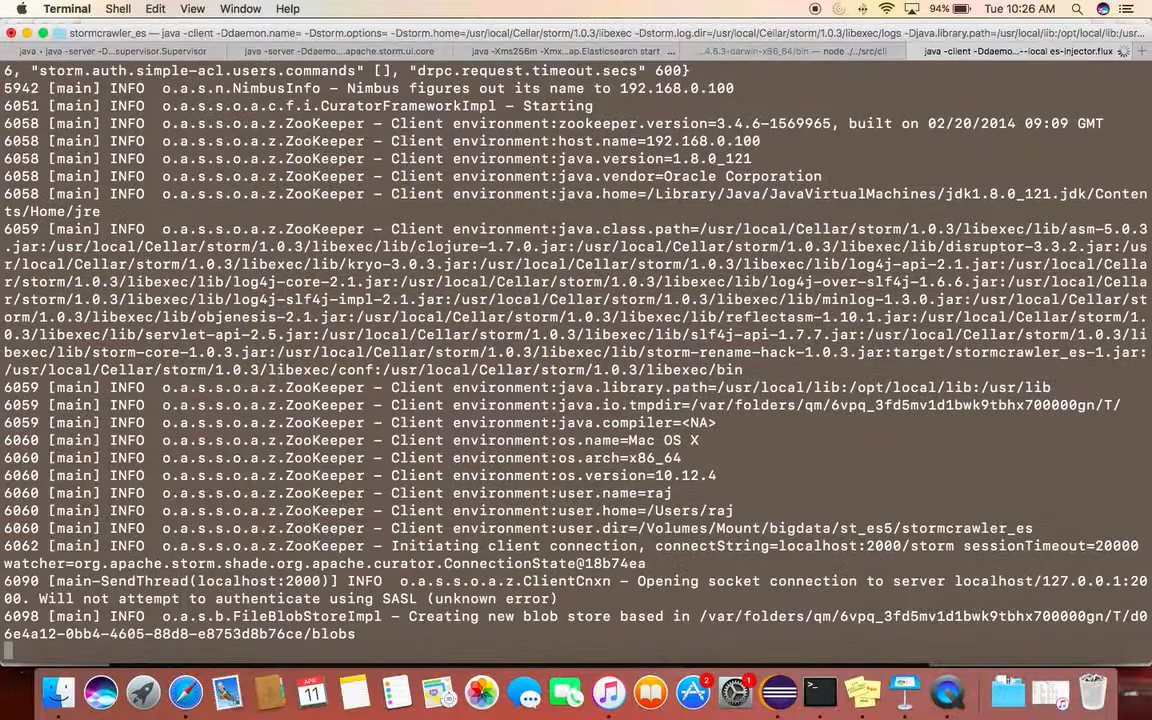 Terminal Shell Edit View Window Help 94% Tue 10:26 AM
stormcrawler_es — java -client -Ddaemon.name= -Dstorm.options= -Dstorm.home=/usr/local/Cellar/storm/1.0.3/libexec -Dstorm.log.dir=/usr/local/Cellar/storm/1.0.3/libexec/logs -Djava.library.path=/usr/local/lib:/opt/local/lib:/usr...
java ‹ java -server -D...supervisor.Supervisor java -server -Ddaemo....apache.storm.ui.core java -Xms256m -Xmx...ap.Elasticsearch start ... ...4.6.3-darwin-x86_64/bin — node ./../src/cli java -client -Ddemo...--local es-injector.flux
6, "storm.auth.simple-acl.users.commands" [], "drpc.request.timeout.secs" 600}
5942 [main] INFO  o.a.s.n.NimbusInfo - Nimbus figures out its name to 192.168.0.100
6051 [main] INFO  o.a.s.s.o.a.c.f.i.CuratorFrameworkImpl - Starting
6058 [main] INFO  o.a.s.s.o.a.z.ZooKeeper - Client environment:zookeeper.version=3.4.6-1569965, built on 02/20/2014 09:09 GMT
6058 [main] INFO  o.a.s.s.o.a.z.ZooKeeper - Client environment:host.name=192.168.0.100
6058 [main] INFO  o.a.s.s.o.a.z.ZooKeeper - Client environment:java.version=1.8.0_121
6058 [main] INFO  o.a.s.s.o.a.z.ZooKeeper - Client environment:java.vendor=Oracle Corporation
6058 [main] INFO  o.a.s.s.o.a.z.ZooKeeper - Client environment:java.home=/Library/Java/JavaVirtualMachines/jdk1.8.0_121.jdk/Conten
ts/Home/jre
6059 [main] INFO  o.a.s.s.o.a.z.ZooKeeper - Client environment:java.class.path=/usr/local/Cellar/storm/1.0.3/libexec/lib/asm-5.0.3
.jar:/usr/local/Cellar/storm/1.0.3/libexec/lib/clojure-1.7.0.jar:/usr/local/Cellar/storm/1.0.3/libexec/lib/disruptor-3.3.2.jar:/us
r/local/Cellar/storm/1.0.3/libexec/lib/kryo-3.0.3.jar:/usr/local/Cellar/storm/1.0.3/libexec/lib/log4j-api-2.1.jar:/usr/local/Cella
r/storm/1.0.3/libexec/lib/log4j-core-2.1.jar:/usr/local/Cellar/storm/1.0.3/libexec/lib/log4j-over-slf4j-1.6.6.jar:/usr/local/Cella
r/storm/1.0.3/libexec/lib/log4j-slf4j-impl-2.1.jar:/usr/local/Cellar/storm/1.0.3/libexec/lib/minlog-1.3.0.jar:/usr/local/Cellar/st
orm/1.0.3/libexec/lib/objenesis-2.1.jar:/usr/local/Cellar/storm/1.0.3/libexec/lib/reflectasm-1.10.1.jar:/usr/local/Cellar/storm/1.
0.3/libexec/lib/servlet-api-2.5.jar:/usr/local/Cellar/storm/1.0.3/libexec/lib/slf4j-api-1.7.7.jar:/usr/local/Cellar/storm/1.0.3/li
bexec/lib/storm-core-1.0.3.jar:/usr/local/Cellar/storm/1.0.3/libexec/lib/storm-rename-hack-1.0.3.jar:target/stormcrawler_es-1.jar:
/usr/local/Cellar/storm/1.0.3/libexec/conf:/usr/local/Cellar/storm/1.0.3/libexec/bin
6059 [main] INFO  o.a.s.s.o.a.z.ZooKeeper - Client environment:java.library.path=/usr/local/lib:/opt/local/lib:/usr/lib
6059 [main] INFO  o.a.s.s.o.a.z.ZooKeeper - Client environment:java.io.tmpdir=/var/folders/qm/6vpq_3fd5mv1d1bwk9tbhx700000gn/T/
6059 [main] INFO  o.a.s.s.o.a.z.ZooKeeper - Client environment:java.compiler=<NA>
6060 [main] INFO  o.a.s.s.o.a.z.ZooKeeper - Client environment:os.name=Mac OS X
6060 [main] INFO  o.a.s.s.o.a.z.ZooKeeper - Client environment:os.arch=x86_64
6060 [main] INFO  o.a.s.s.o.a.z.ZooKeeper - Client environment:os.version=10.12.4
6060 [main] INFO  o.a.s.s.o.a.z.ZooKeeper - Client environment:user.name=raj
6060 [main] INFO  o.a.s.s.o.a.z.ZooKeeper - Client environment:user.home=/Users/raj
6060 [main] INFO  o.a.s.s.o.a.z.ZooKeeper - Client environment:user.dir=/Volumes/Mount/bigdata/st_es5/stormcrawler_es
6062 [main] INFO  o.a.s.s.o.a.z.ZooKeeper - Initiating client connection, connectString=localhost:2000/storm sessionTimeout=20000
watcher=org.apache.storm.shade.org.apache.curator.ConnectionState@18b74ea
6090 [main-SendThread(localhost:2000)] INFO  o.a.s.s.o.a.z.ClientCnxn - Opening socket connection to server localhost/127.0.0.1:20
00. Will not attempt to authenticate using SASL (unknown error)
6098 [main] INFO  o.a.s.b.FileBlobStoreImpl - Creating new blob store based in /var/folders/qm/6vpq_3fd5mv1d1bwk9tbhx700000gn/T/d0
6e4a12-0bb4-4605-88d8-e8753d8b76ce/blobs
APR
11
2
1